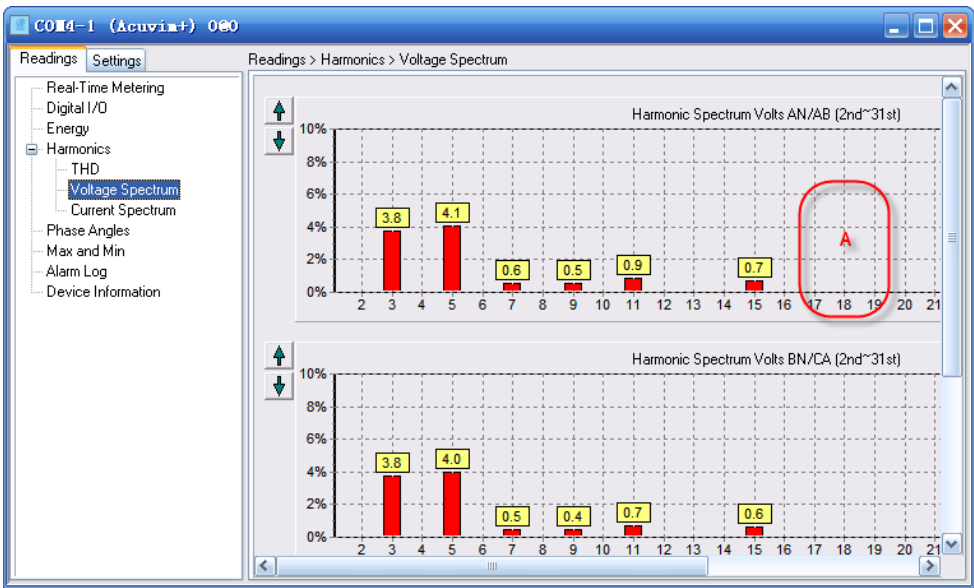 COM4-1 (Acuvim+) 0@0
Readings Settings
Readings > Harmonics > Voltage Spectrum
Real-Time Metering
Digital I/O
Energy
Harmonics
THD
Voltage Spectrum
Current Spectrum
Phase Angles
Max and Min
Alarm Log
Device Information
Harmonic Spectrum Volts AN/AB (2nd~31st)
10%
8%
6%
4%
2%
0%
3.8 4.1 0.6 0.5 0.9 0.7
A
2 3 4 5 6 7 8 9 10 11 12 13 14 15 16 17 18 19 20 21
Harmonic Spectrum Volts BN/CA (2nd~31st)
10%
8%
6%
4%
2%
0%
3.8 4.0 0.5 0.4 0.7 0.6
2 3 4 5 6 7 8 9 10 11 12 13 14 15 16 17 18 19 20 21